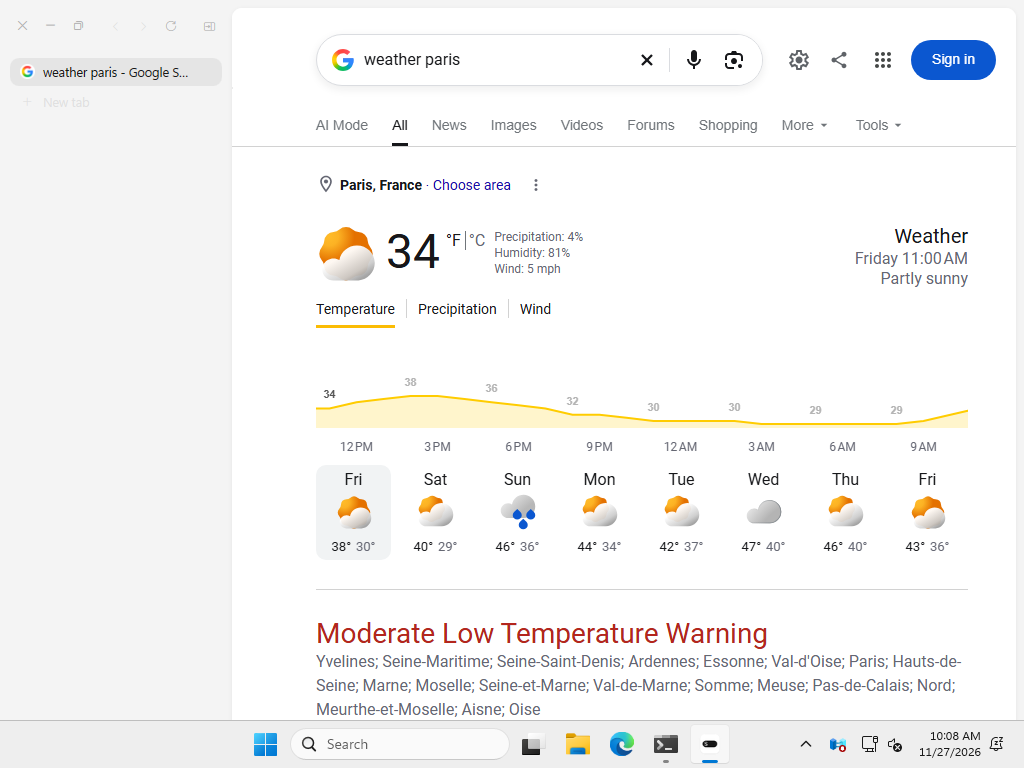 weather paris - Google S...
New tab
weather paris
Sign in
AI Mode
All
News
Images
Videos
Forums
Shopping
More
Tools
Paris, France · Choose area
34 °F | °C
Precipitation: 4%
Humidity: 81%
Wind: 5 mph
Weather
Friday 11:00 AM
Partly sunny
Temperature
Precipitation
Wind
34 38 36 32 30 30 29 29
12 PM 3 PM 6 PM 9 PM 12 AM 3 AM 6 AM 9 AM
Fri Sat Sun Mon Tue Wed Thu Fri
38° 30° 40° 29° 46° 36° 44° 34° 42° 37° 47° 40° 46° 40° 43° 36°
Moderate Low Temperature Warning
Yvelines; Seine-Maritime; Seine-Saint-Denis; Ardennes; Essonne; Val-d'Oise; Paris; Hauts-de-
Seine; Marne; Moselle; Seine-et-Marne; Val-de-Marne; Somme; Meuse; Pas-de-Calais; Nord;
Meurthe-et-Moselle; Aisne; Oise
Search
10:08 AM
11/27/2026